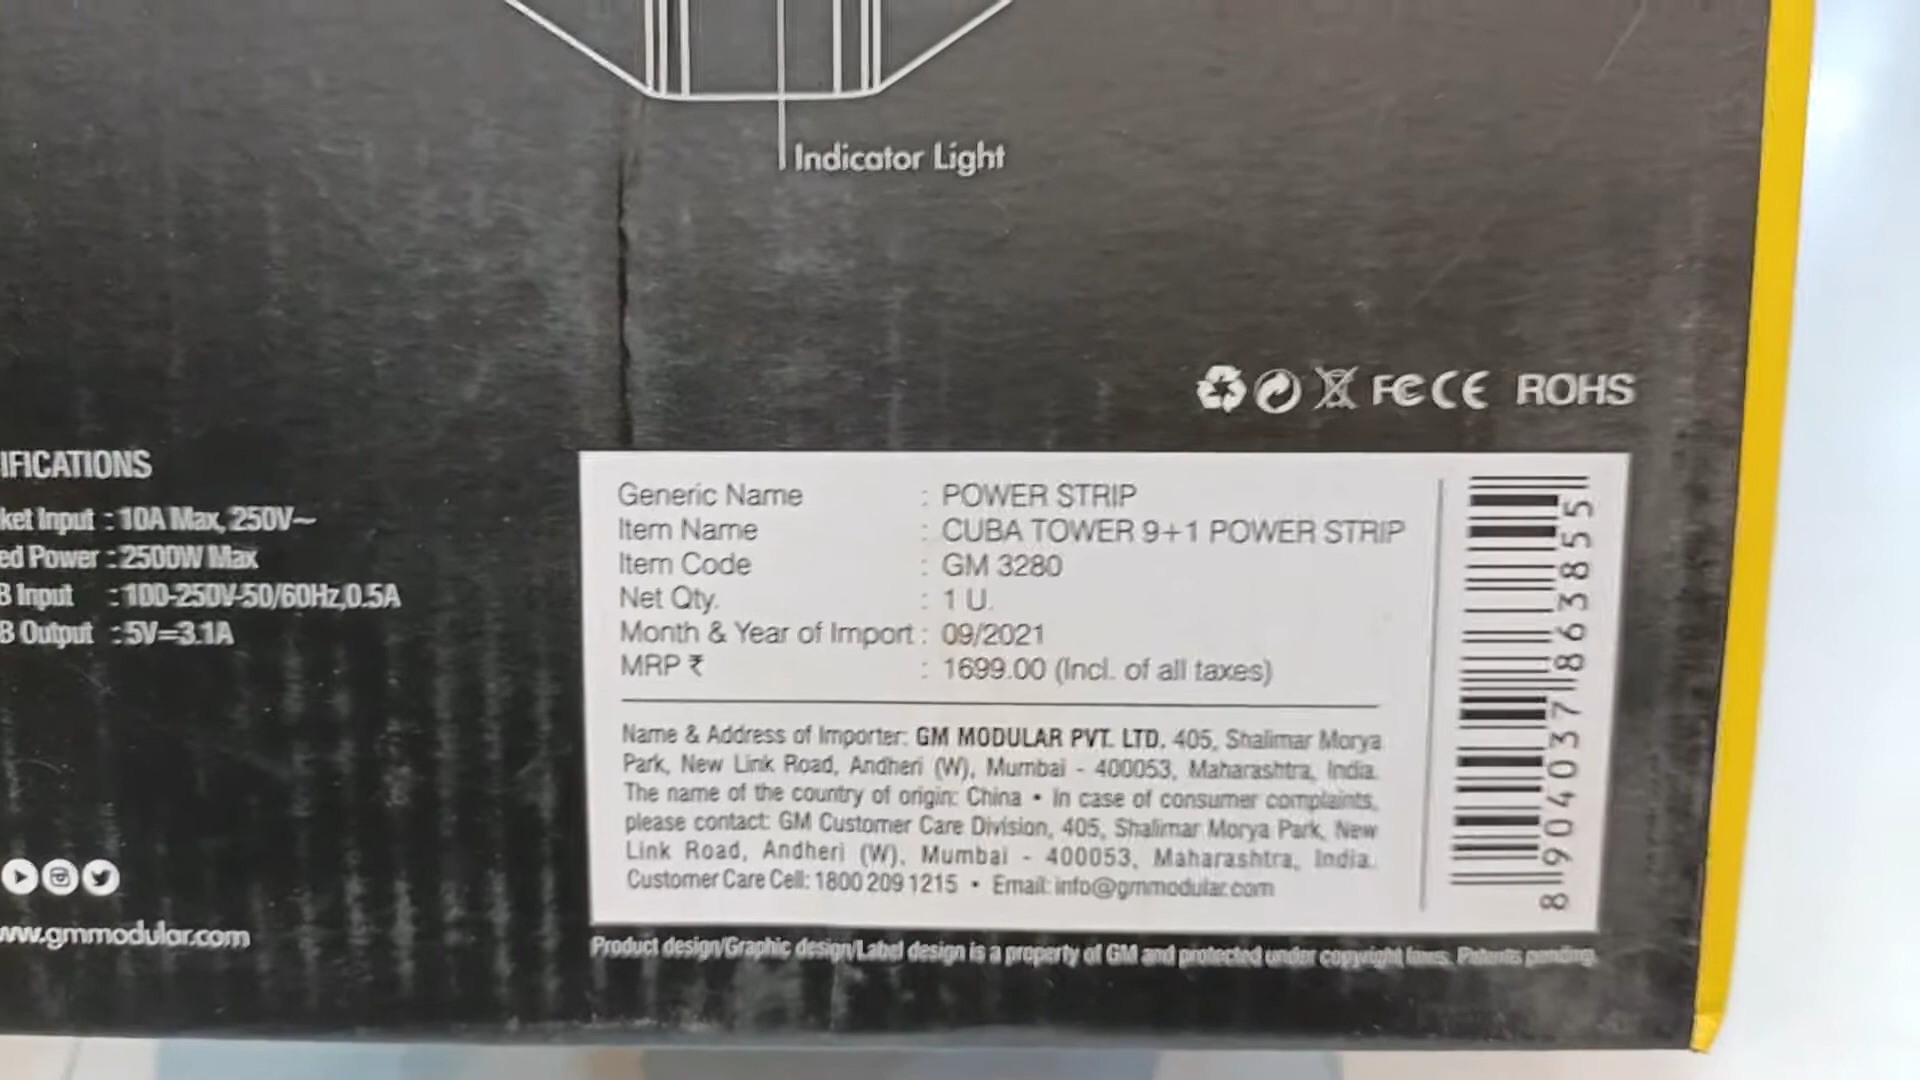 Indicator Light
FC CE ROHS
IFICATIONS
ket Input : 10A Max, 250V~
ed Power : 2500W Max
B Input : 100-250V-50/60Hz,0.5A
B Output : 5V=3.1A
www.gmmodular.com
Generic Name : POWER STRIP
Item Name : CUBA TOWER 9+1 POWER STRIP
Item Code : GM 3280
Net Qty. : 1 U.
Month & Year of Import : 09/2021
MRP ₹ : 1699.00 (Incl. of all taxes)
Name & Address of Importer: GM MODULAR PVT. LTD. 405, Shalimar Morya
Park, New Link Road, Andheri (W), Mumbai - 400053, Maharashtra, India.
The name of the country of origin: China • In case of consumer complaints,
please contact: GM Customer Care Division, 405, Shalimar Morya Park, New
Link Road, Andheri (W), Mumbai - 400053, Maharashtra, India.
Customer Care Cell: 1800 209 1215 • Email: info@gmmodular.com
8904037863855
Product design/Graphic design/Label design is a property of GM and protected under copyright laws. Patents pending.